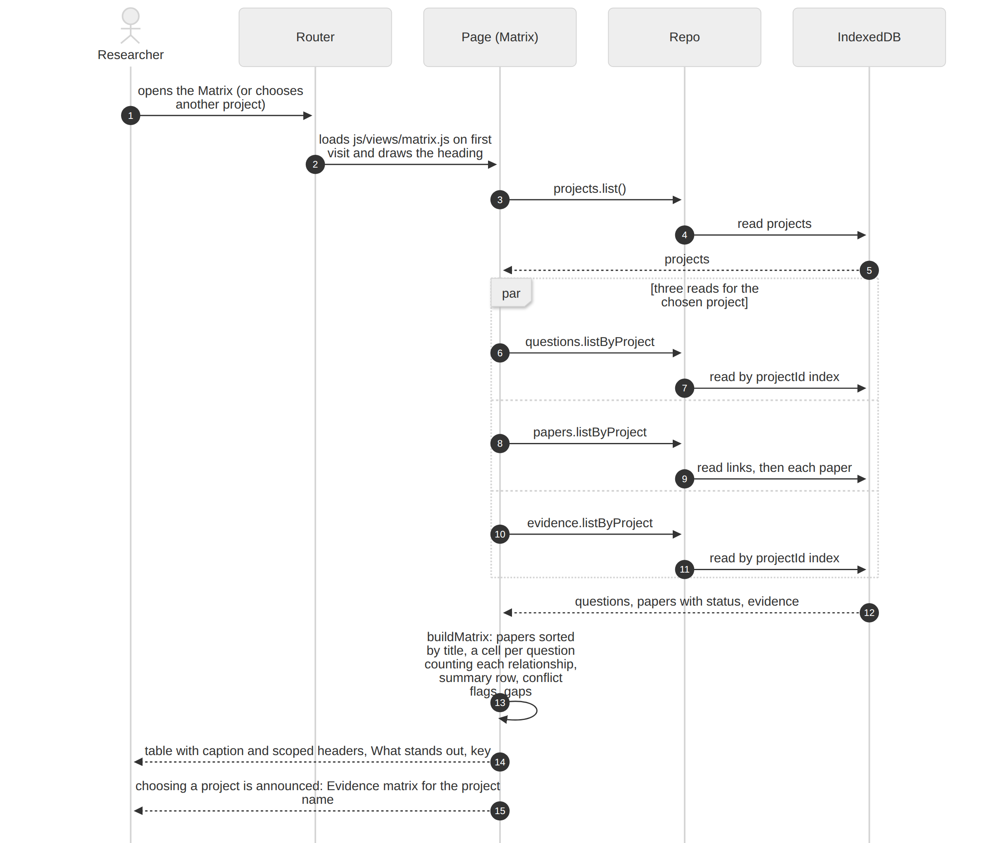 Researcher
Router
Page (Matrix)
Repo
IndexedDB
opens the Matrix (or chooses
another project)
1
loads js/views/matrix.js on first
visit and draws the heading
2
projects.list()
3
read projects
4
projects
5
par
[three reads for the
chosen project]
questions.listByProject
6
read by projectId index
7
papers.listByProject
8
read links, then each paper
9
evidence.listByProject
10
read by projectId index
11
questions, papers with status, evidence
12
buildMatrix: papers sorted
by title, a cell per question
counting each relationship,
summary row, conflict
flags, gaps
13
table with caption and scoped headers, What stands out, key
14
choosing a project is announced: Evidence matrix for the project
name
15